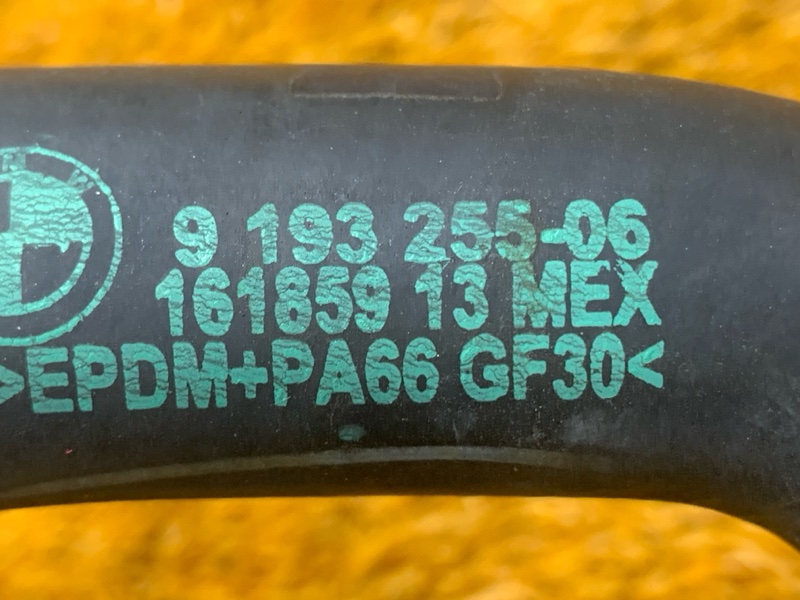 9 193 255-06
161859 13 MEX
>EPDM+PA66 GF30<